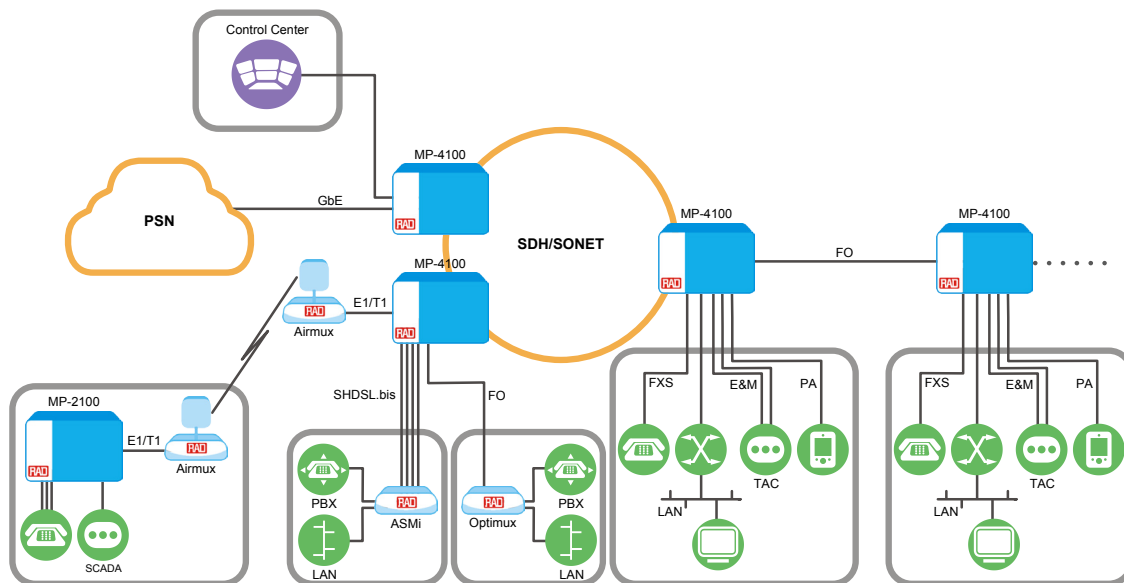 Control Center
MP-4100
GbE
RAD
PSN
SDH/SONET
MP-4100
RAD
FO
MP-4100
RAD
MP-4100
RAD
E1/T1
RAD
Airmux
SHDSL.bis
FO
MP-2100
RAD
E1/T1
RAD
Airmux
SCADA
PBX
RAD
ASMi
LAN
RAD
Optimux
PBX
LAN
FXS
E&M
PA
TAC
LAN
FXS
E&M
PA
TAC
LAN